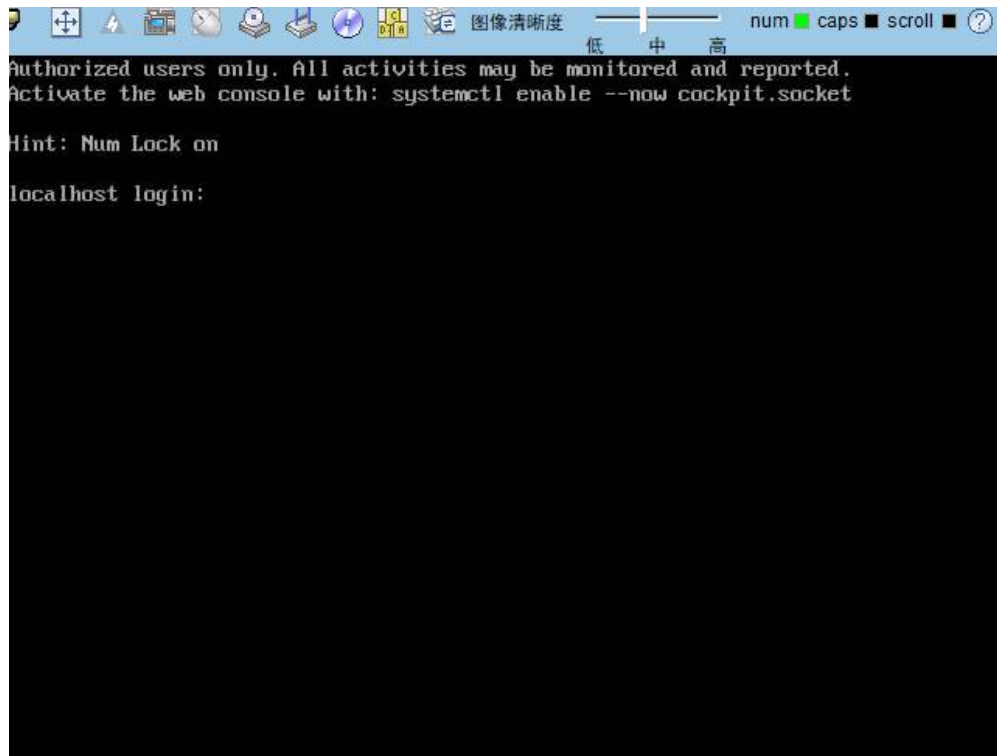 图像清晰度 num caps scroll ?
低 中 高
Authorized users only. All activities may be monitored and reported.
Activate the web console with: systemctl enable --now cockpit.socket
Hint: Num Lock on
localhost login: